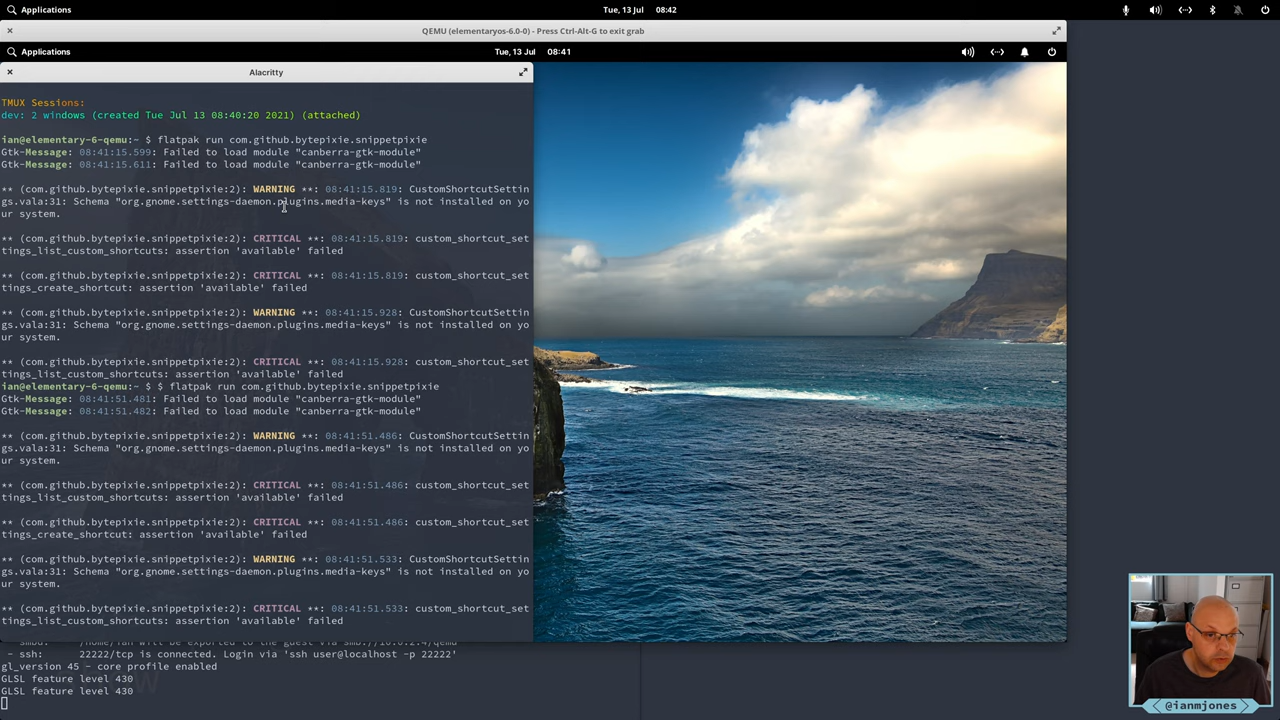 Tue, 13 Jul 08:42
Applications
× QEMU (elementaryos-6.0-0) - Press Ctrl-Alt-G to exit grab
Applications Tue, 13 Jul 08:41
× Alacritty
TMUX Sessions:
dev: 2 windows (created Tue Jul 13 08:40:20 2021) (attached)
ian@elementary-6-qemu:~ $ flatpak run com.github.bytepixie.snippetpixie
Gtk-Message: 08:41:15.599: Failed to load module "canberra-gtk-module"
Gtk-Message: 08:41:15.611: Failed to load module "canberra-gtk-module"
** (com.github.bytepixie.snippetpixie:2): WARNING **: 08:41:15.819: CustomShortcutSettin
gs.vala:31: Schema "org.gnome.settings-daemon.plugins.media-keys" is not installed on yo
ur system.
** (com.github.bytepixie.snippetpixie:2): CRITICAL **: 08:41:15.819: custom_shortcut_set
tings_list_custom_shortcuts: assertion 'available' failed
** (com.github.bytepixie.snippetpixie:2): CRITICAL **: 08:41:15.819: custom_shortcut_set
tings_create_shortcut: assertion 'available' failed
** (com.github.bytepixie.snippetpixie:2): WARNING **: 08:41:15.928: CustomShortcutSettin
gs.vala:31: Schema "org.gnome.settings-daemon.plugins.media-keys" is not installed on yo
ur system.
** (com.github.bytepixie.snippetpixie:2): CRITICAL **: 08:41:15.928: custom_shortcut_set
tings_list_custom_shortcuts: assertion 'available' failed
ian@elementary-6-qemu:~ $ $ flatpak run com.github.bytepixie.snippetpixie
Gtk-Message: 08:41:51.481: Failed to load module "canberra-gtk-module"
Gtk-Message: 08:41:51.482: Failed to load module "canberra-gtk-module"
** (com.github.bytepixie.snippetpixie:2): WARNING **: 08:41:51.486: CustomShortcutSettin
gs.vala:31: Schema "org.gnome.settings-daemon.plugins.media-keys" is not installed on yo
ur system.
** (com.github.bytepixie.snippetpixie:2): CRITICAL **: 08:41:51.486: custom_shortcut_set
tings_list_custom_shortcuts: assertion 'available' failed
** (com.github.bytepixie.snippetpixie:2): CRITICAL **: 08:41:51.486: custom_shortcut_set
tings_create_shortcut: assertion 'available' failed
** (com.github.bytepixie.snippetpixie:2): WARNING **: 08:41:51.533: CustomShortcutSettin
gs.vala:31: Schema "org.gnome.settings-daemon.plugins.media-keys" is not installed on yo
ur system.
** (com.github.bytepixie.snippetpixie:2): CRITICAL **: 08:41:51.533: custom_shortcut_set
tings_list_custom_shortcuts: assertion 'available' failed
- ssh: 22222/tcp is connected. Login via 'ssh user@localhost -p 22222'
gl_version 45 - core profile enabled
GLSL feature level 430
GLSL feature level 430
@ianmjones